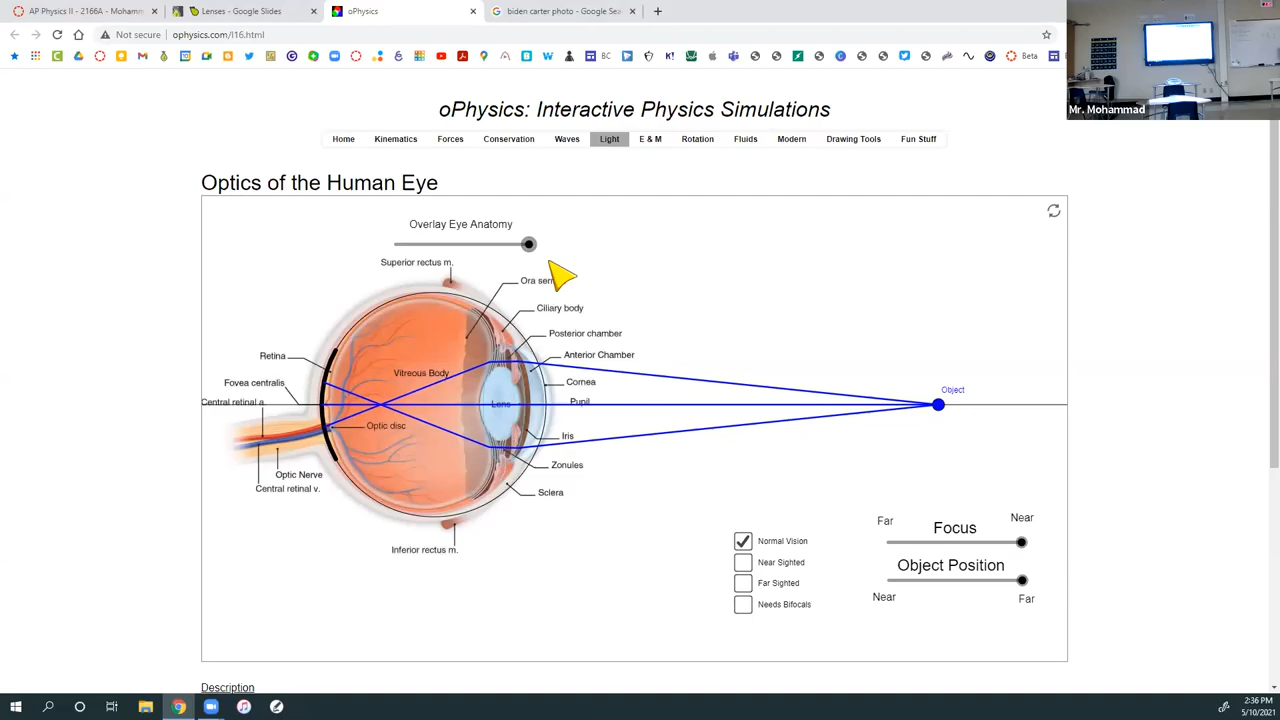 AP Physics II - 2166A - Mohamm
Lenses - Google Slides
oPhysics
biden carter photo - Google Sea
Not secure
ophysics.com/l16.html
BC
K!
Beta
Mr. Mohammad
oPhysics: Interactive Physics Simulations
Home Kinematics Forces Conservation Waves Light E & M Rotation Fluids Modern Drawing Tools Fun Stuff
Optics of the Human Eye
Overlay Eye Anatomy
Superior rectus m.
Ciliary body
Posterior chamber
Retina
Anterior Chamber
Vitreous Body
Fovea centralis
Cornea
Object
Central retinal a.
Lens
Pupil
Optic disc
Iris
Zonules
Optic Nerve
Central retinal v.
Sclera
Inferior rectus m.
Far
Near
Focus
Normal Vision
Near Sighted
Object Position
Far Sighted
Near
Far
Needs Bifocals
Description
2:36 PM
5/10/2021